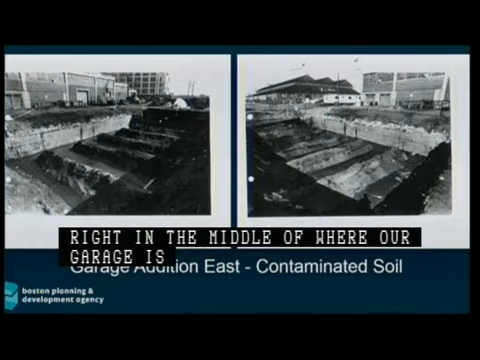 RIGHT IN THE MIDDLE OF WHERE OUR
GARAGE IS
Garage Addition East - Contaminated Soil
boston planning &
development agency